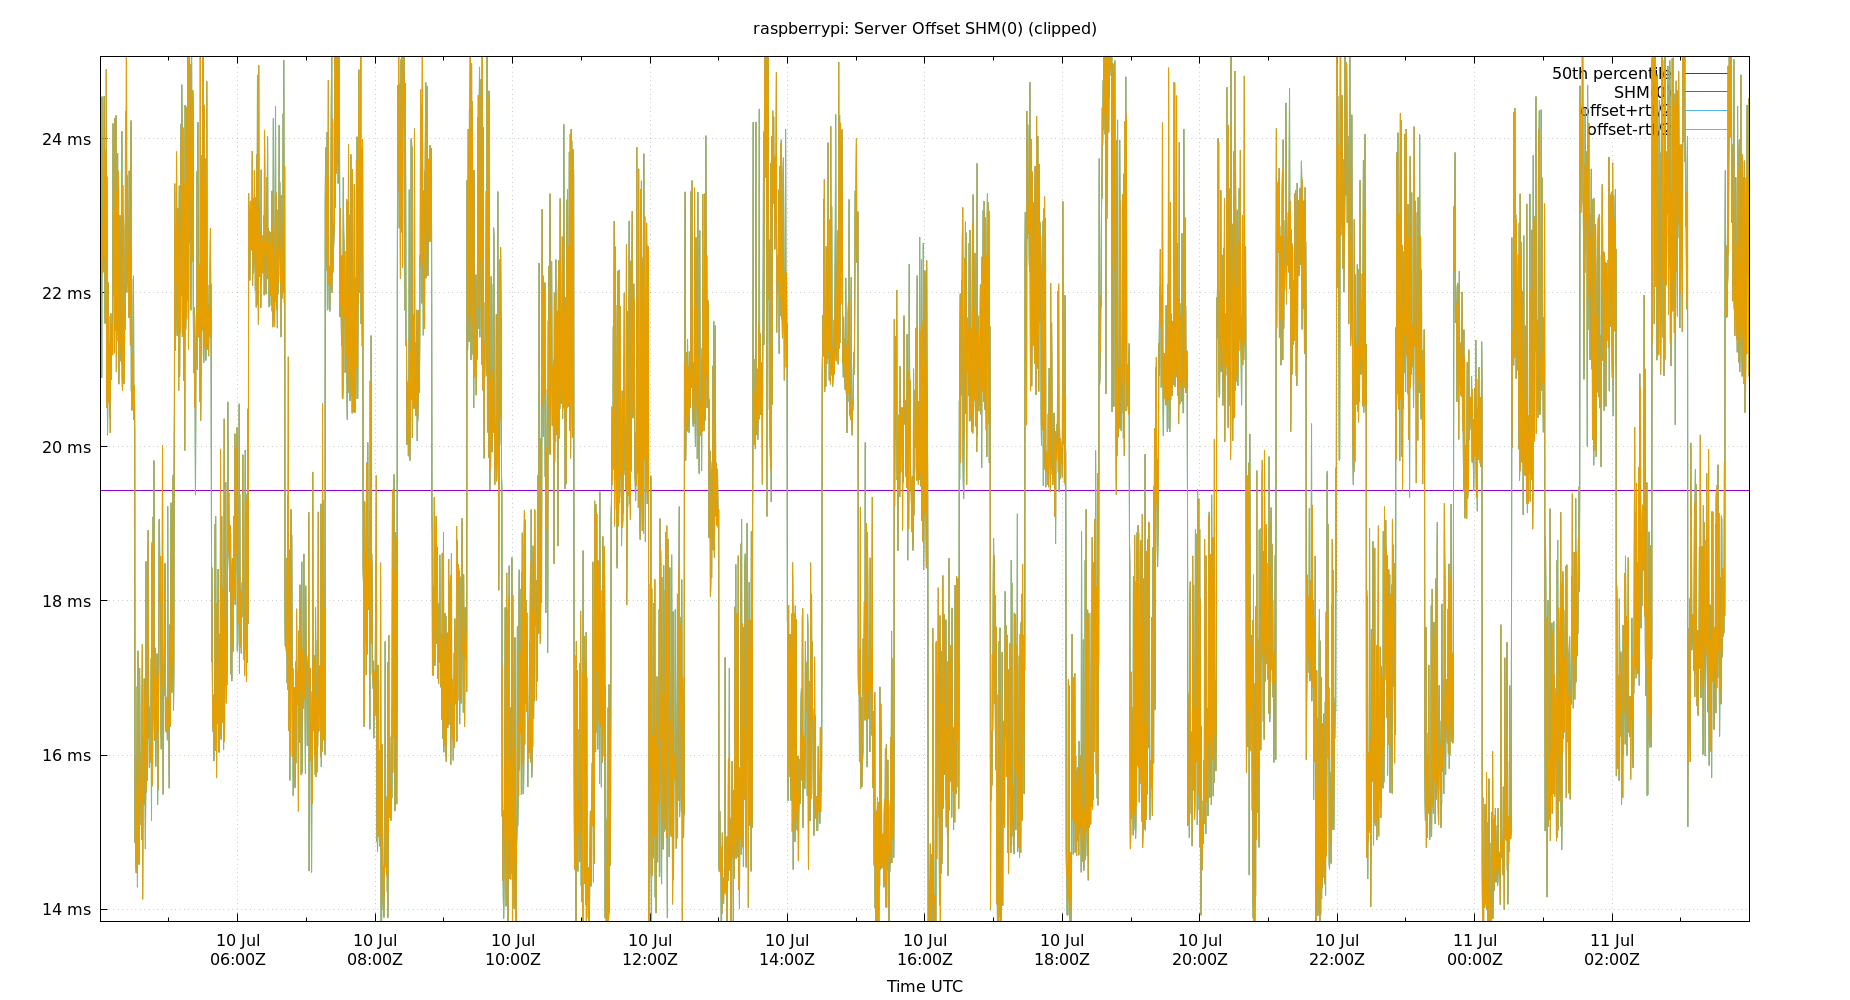 raspberrypi: Server Offset SHM(0) (clipped)
50th percentile
SHM(0)
offset+rtt/2
offset-rtt/2
24 ms
22 ms
20 ms
18 ms
16 ms
14 ms
10 Jul 10 Jul 10 Jul 10 Jul 10 Jul 10 Jul 10 Jul 10 Jul 10 Jul 11 Jul 11 Jul
06:00Z 08:00Z 10:00Z 12:00Z 14:00Z 16:00Z 18:00Z 20:00Z 22:00Z 00:00Z 02:00Z
Time UTC